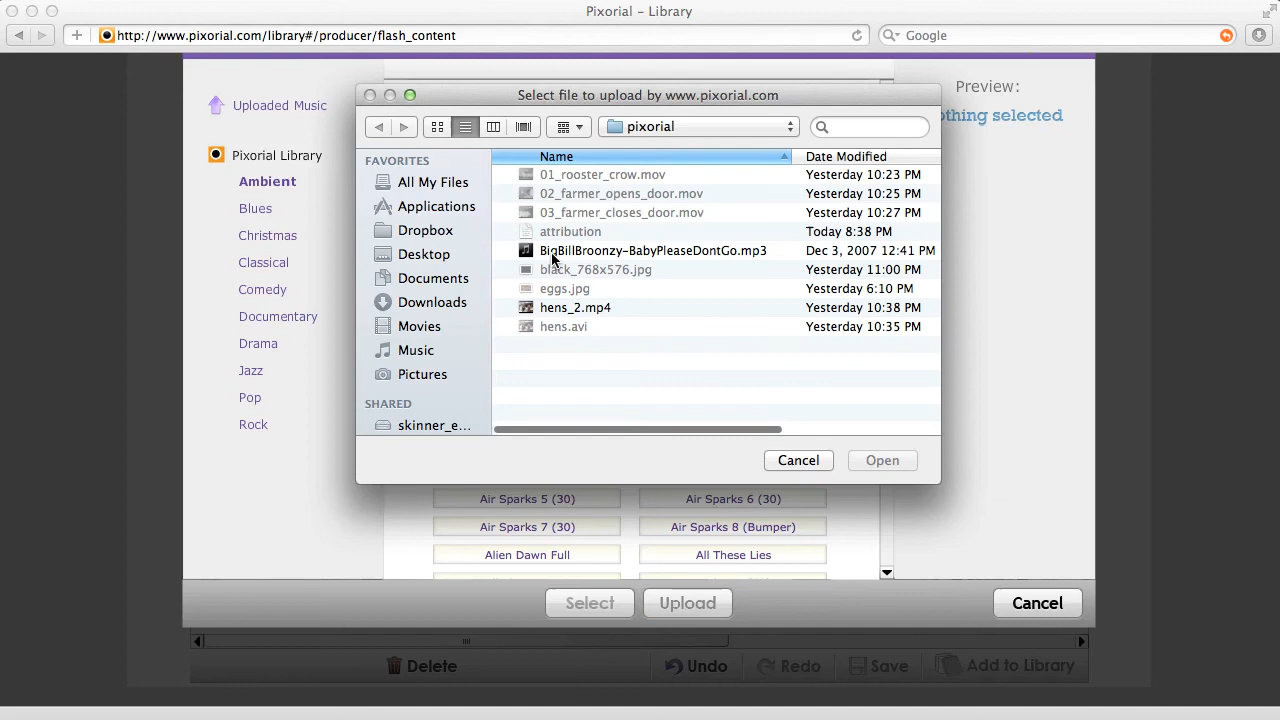 Pixorial – Library
http://www.pixorial.com/library#/producer/flash_content
Google
Uploaded Music
Pixorial Library
Ambient
Blues
Christmas
Classical
Comedy
Documentary
Drama
Jazz
Pop
Rock
Preview:
thing selected
Select file to upload by www.pixorial.com
pixorial
FAVORITES
All My Files
Applications
Dropbox
Desktop
Documents
Downloads
Movies
Music
Pictures
SHARED
skinner_e...
Name Date Modified
01_rooster_crow.mov Yesterday 10:23 PM
02_farmer_opens_door.mov Yesterday 10:25 PM
03_farmer_closes_door.mov Yesterday 10:27 PM
attribution Today 8:38 PM
BigBillBroonzy-BabyPleaseDontGo.mp3 Dec 3, 2007 12:41 PM
black_768x576.jpg Yesterday 11:00 PM
eggs.jpg Yesterday 6:10 PM
hens_2.mp4 Yesterday 10:38 PM
hens.avi Yesterday 10:35 PM
Cancel Open
Air Sparks 5 (30) Air Sparks 6 (30)
Air Sparks 7 (30) Air Sparks 8 (Bumper)
Alien Dawn Full All These Lies
Select Upload Cancel
Delete Undo Redo Save Add to Library